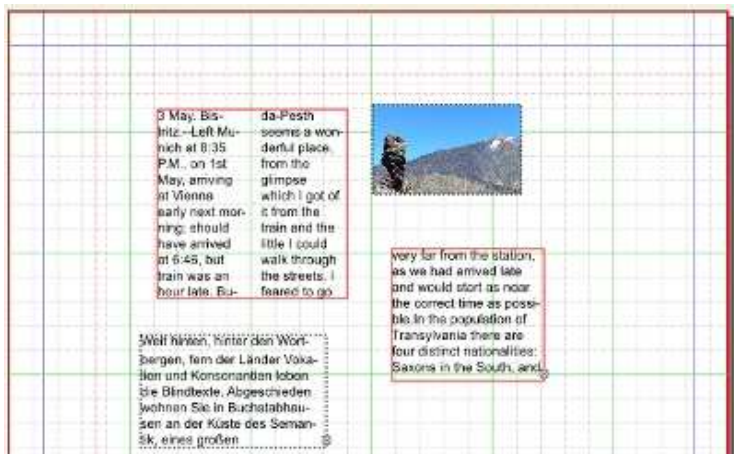 3 May. Bis-
tritz.--Left Mu-
nich at 8:35
P.M., on 1st
May, arriving
at Vienna
early next mor-
ning; should
have arrived
at 6:46, but
train was an
hour late. Bu-
da-Pesth
seems a won-
derful place,
from the
glimpse
which I got of
it from the
train and the
little I could
walk through
the streets. I
feared to go
very far from the station,
as we had arrived late
and would start as near
the correct time as possi-
ble.In the population of
Transylvania there are
four distinct nationalities:
Saxons in the South, and
Weit hinten, hinter den Wort-
bergen, fern der Länder Voka-
lien und Konsonantien leben
die Blindtexte. Abgeschieden
wohnen Sie in Buchstabhau-
sen an der Küste des Seman-
tik, eines großen